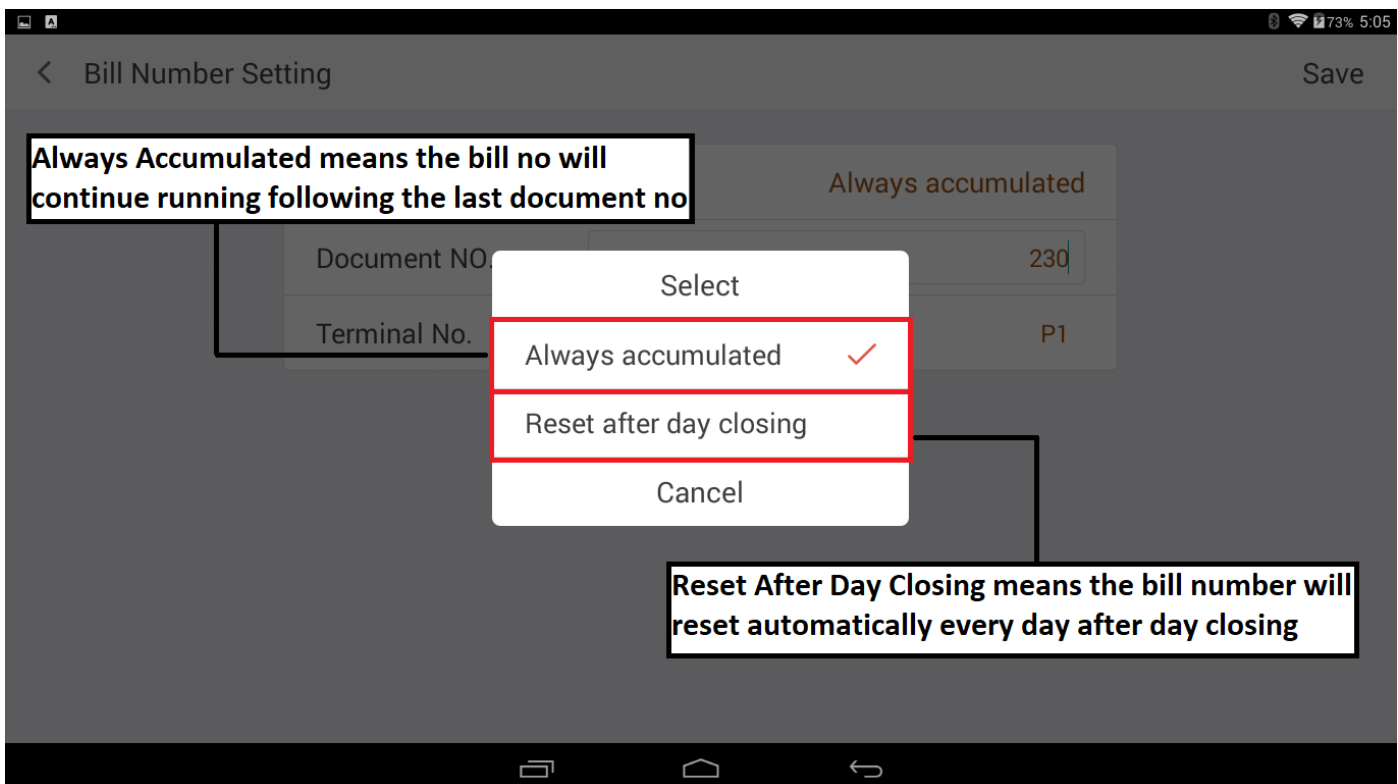 73% 5:05
Bill Number Setting
Save
Always Accumulated means the bill no will
continue running following the last document no
Always accumulated
Document NO.
230
Select
Terminal No.
P1
Always accumulated
Reset after day closing
Cancel
Reset After Day Closing means the bill number will
reset automatically every day after day closing